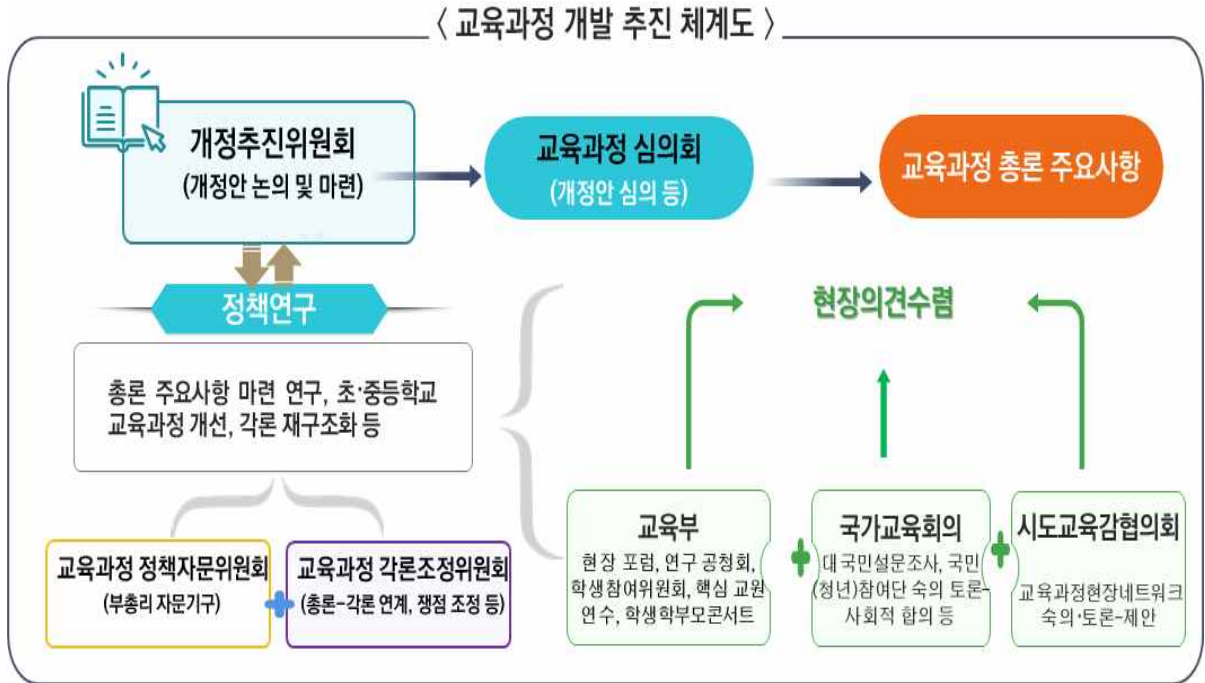 〈 교육과정 개발 추진 체계도 〉
개정추진위원회
(개정안 논의 및 마련)
교육과정 심의회
(개정안 심의 등)
교육과정 총론 주요사항
정책연구
총론 주요사항 마련 연구, 초·중등학교
교육과정 개선, 각론 재구조화 등
교육과정 정책자문위원회
(부총리 자문기구)
교육과정 각론조정위원회
(총론-각론 연계, 쟁점 조정 등)
현장의견수렴
교육부
현장 포럼, 연구 공청회,
학생참여위원회, 핵심 교원
연수, 학생학부모콘서트
국가교육회의
대국민설문조사, 국민
(청년)참여단 숙의 토론-
사회적 합의 등
시도교육감협의회
교육과정현장네트워크
숙의·토론-제안